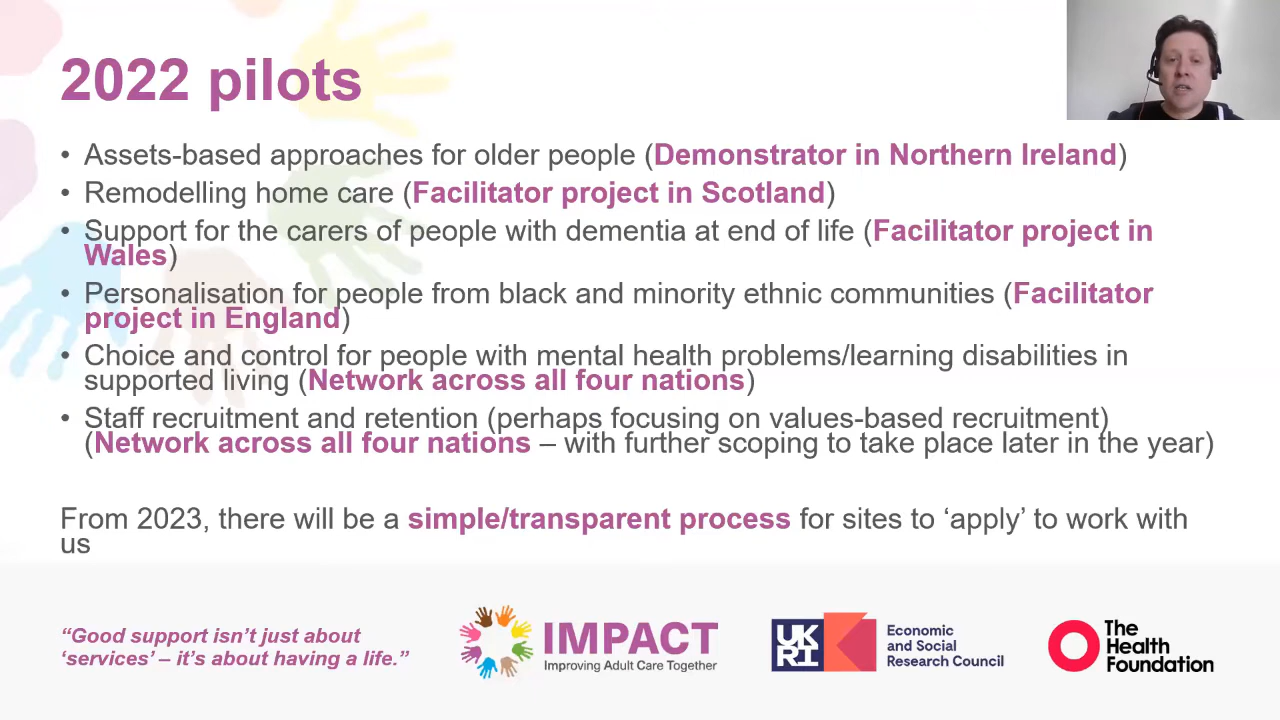 2022 pilots
• Assets-based approaches for older people (Demonstrator in Northern Ireland)
• Remodelling home care (Facilitator project in Scotland)
• Support for the carers of people with dementia at end of life (Facilitator project in
Wales)
• Personalisation for people from black and minority ethnic communities (Facilitator
project in England)
• Choice and control for people with mental health problems/learning disabilities in
supported living (Network across all four nations)
• Staff recruitment and retention (perhaps focusing on values-based recruitment)
(Network across all four nations – with further scoping to take place later in the year)
From 2023, there will be a simple/transparent process for sites to ‘apply’ to work with
us
“Good support isn’t just about
‘services’ – it’s about having a life.”
IMPACT
Improving Adult Care Together
UK
RI
Economic
and Social
Research Council
The
Health
Foundation